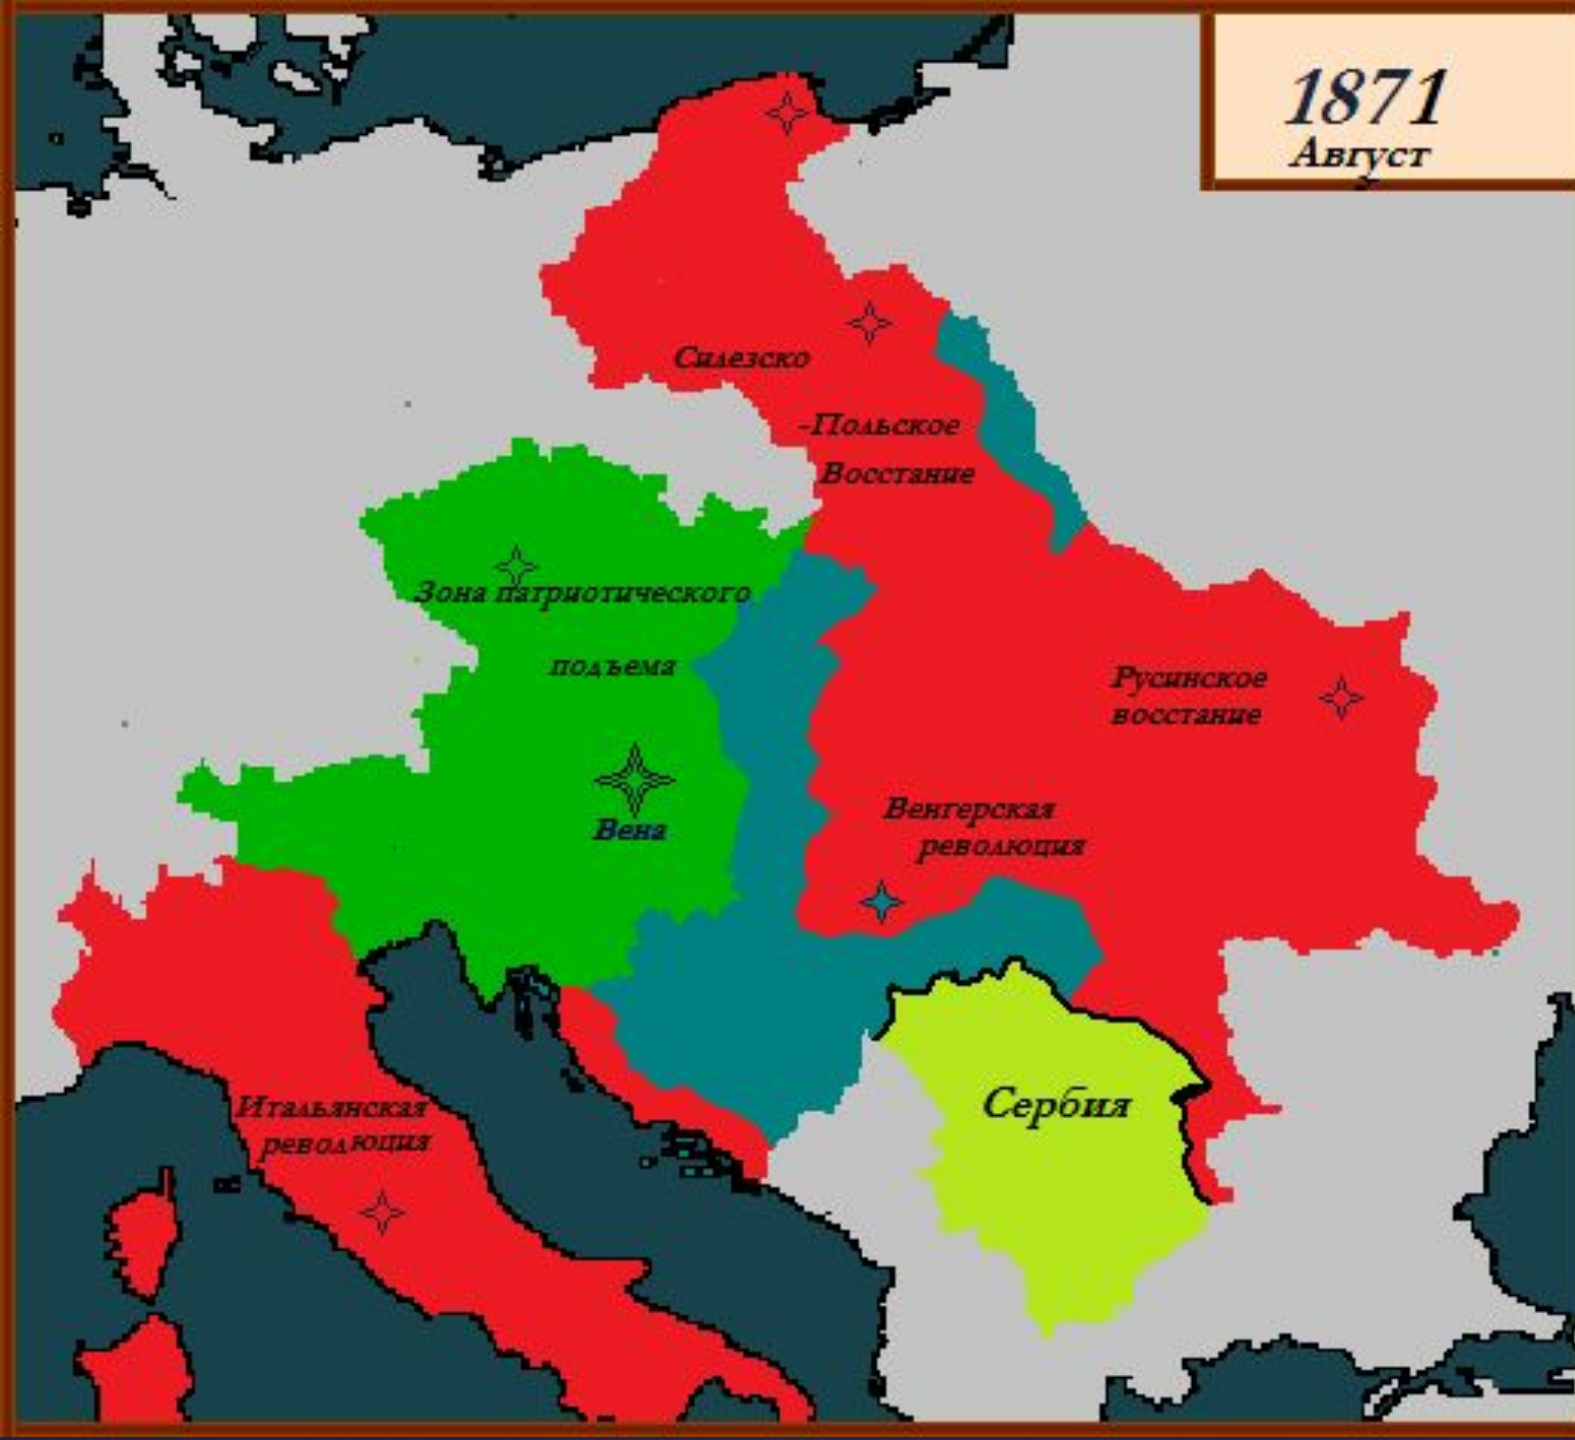 1871
Август
Силезско
-Польское
Восстание
Зона патриотического
подъема
Русинское
восстание
Вена
Венгерская
революция
Сербия
Итальянская
революция